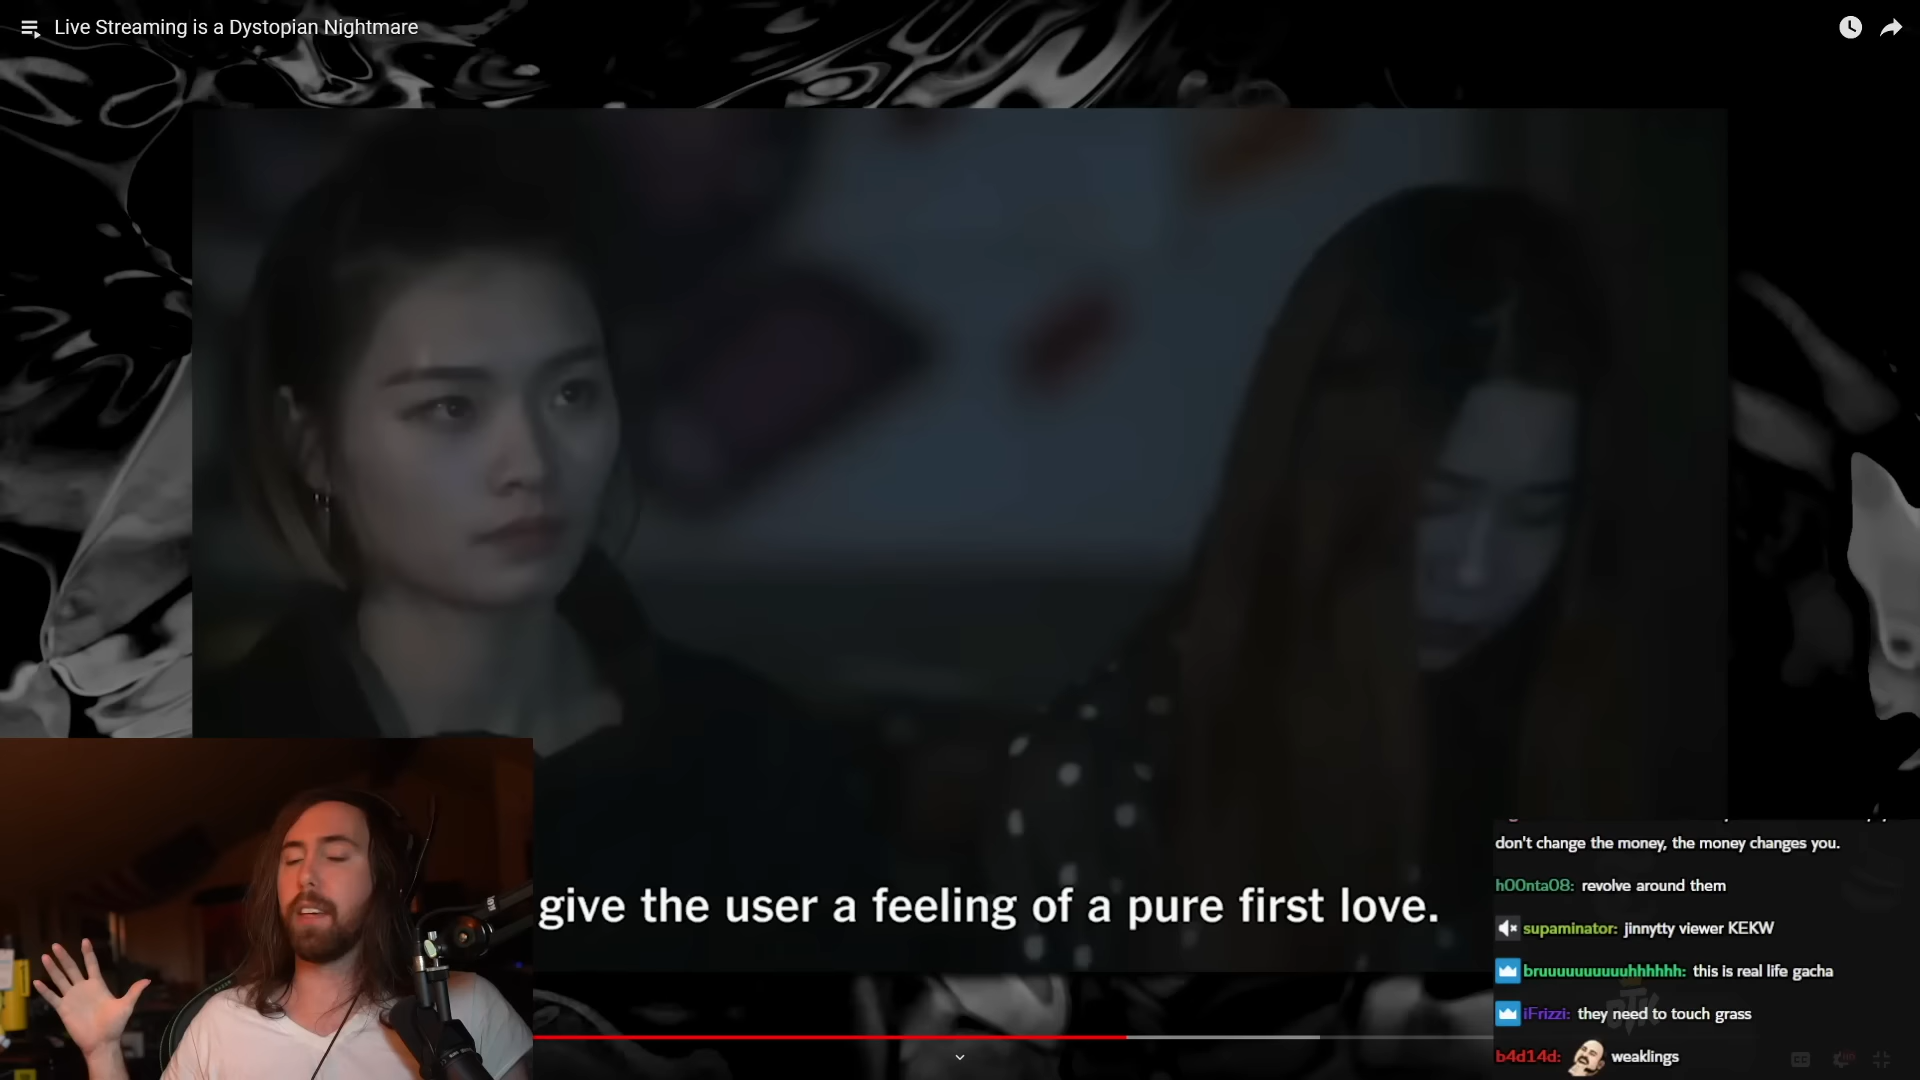 Live Streaming is a Dystopian Nightmare
give the user a feeling of a pure first love.
don't change the money, the money changes you.
h00nta08: revolve around them
supaminator: jinnytty viewer KEKW
bruuuuuuuuuuhhhhhh: this is real life gacha
iFrizzi: they need to touch grass
b4d14d: weaklings